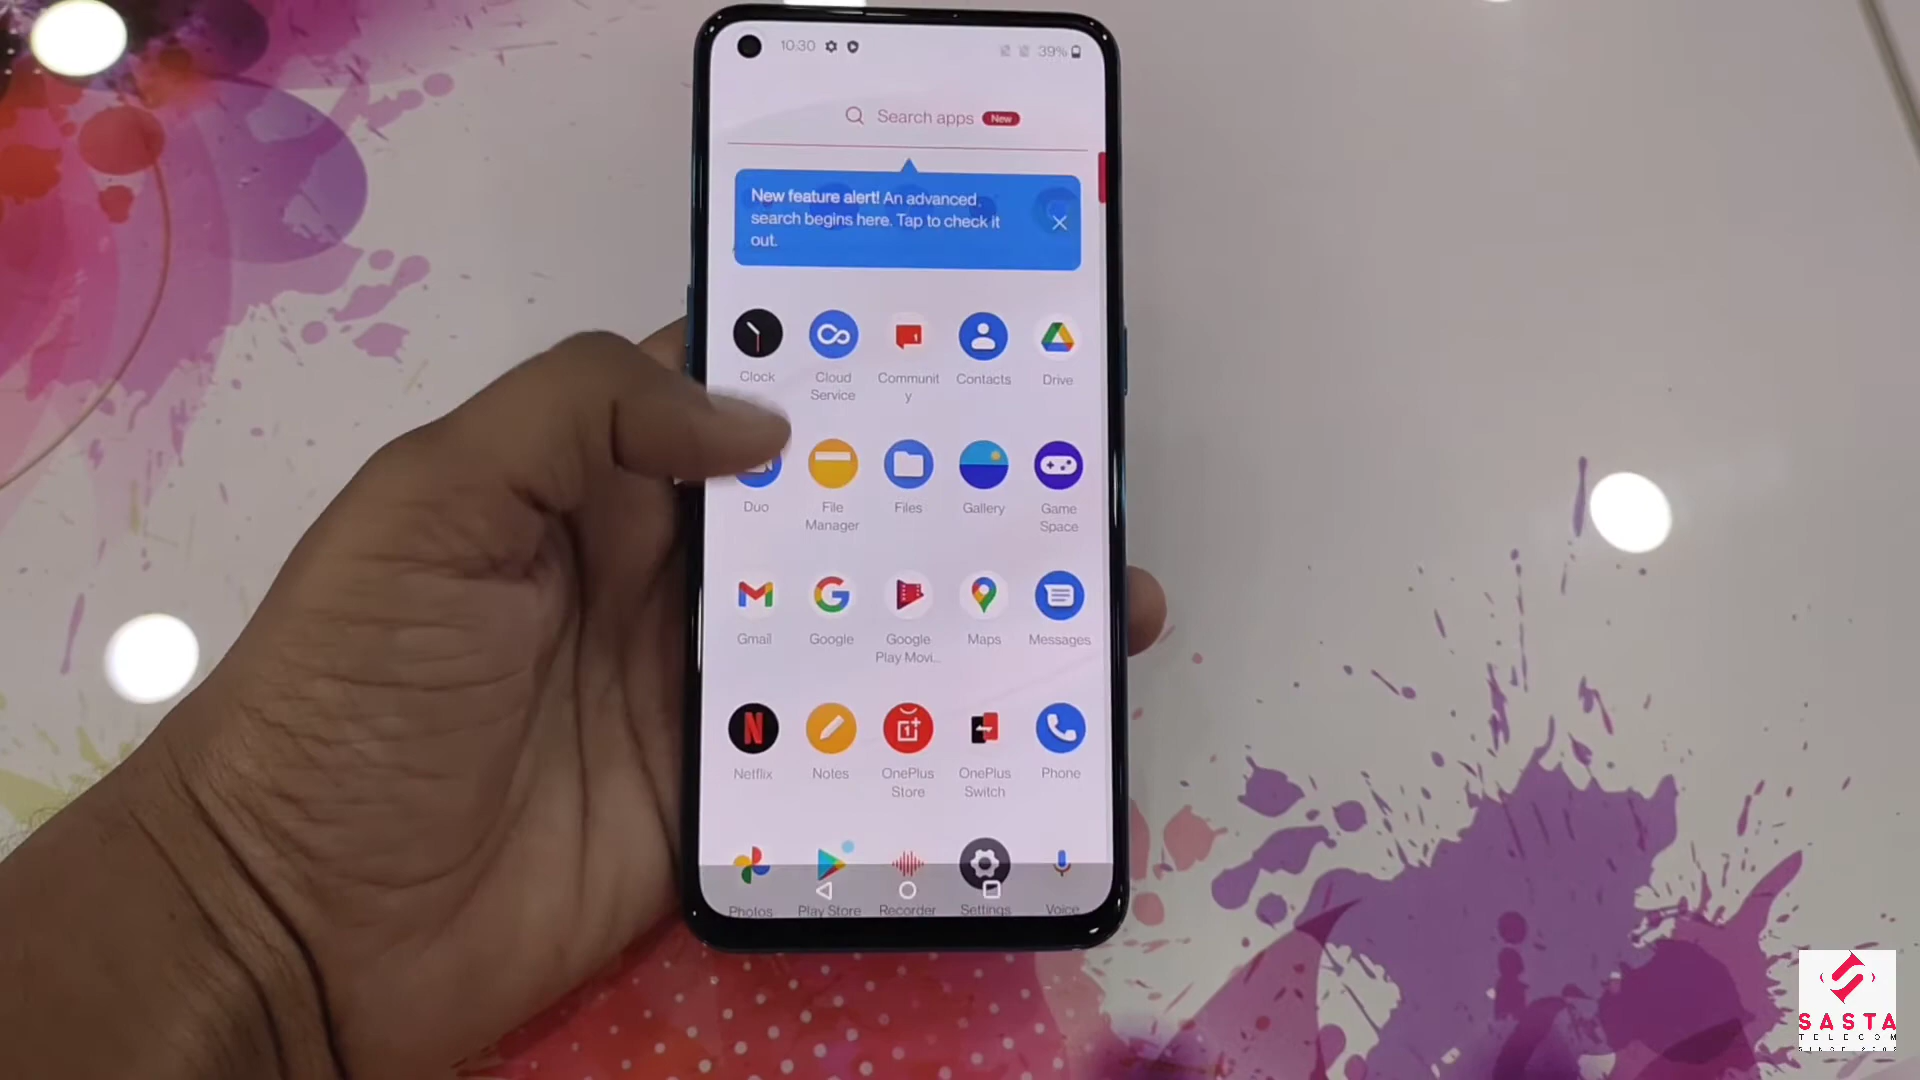 10:30
39%
Search apps New
New feature alert! An advanced
search begins here. Tap to check it
out.
Clock
Cloud
Service
Communit
y
Contacts
Drive
Duo
File
Manager
Files
Gallery
Game
Space
Gmail
Google
Google
Play Movi...
Maps
Messages
Netflix
Notes
OnePlus
Store
OnePlus
Switch
Phone
Photos
Play Store
Recorder
Settings
Voice
SASTA
TELECOM